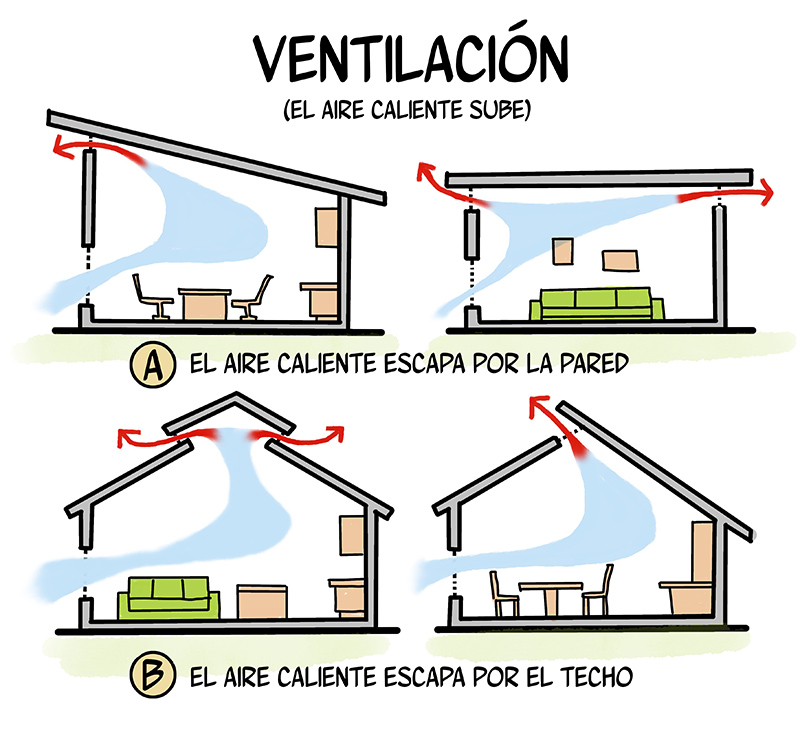 VENTILACIÓN
(EL AIRE CALIENTE SUBE)
A EL AIRE CALIENTE ESCAPA POR LA PARED
B EL AIRE CALIENTE ESCAPA POR EL TECHO